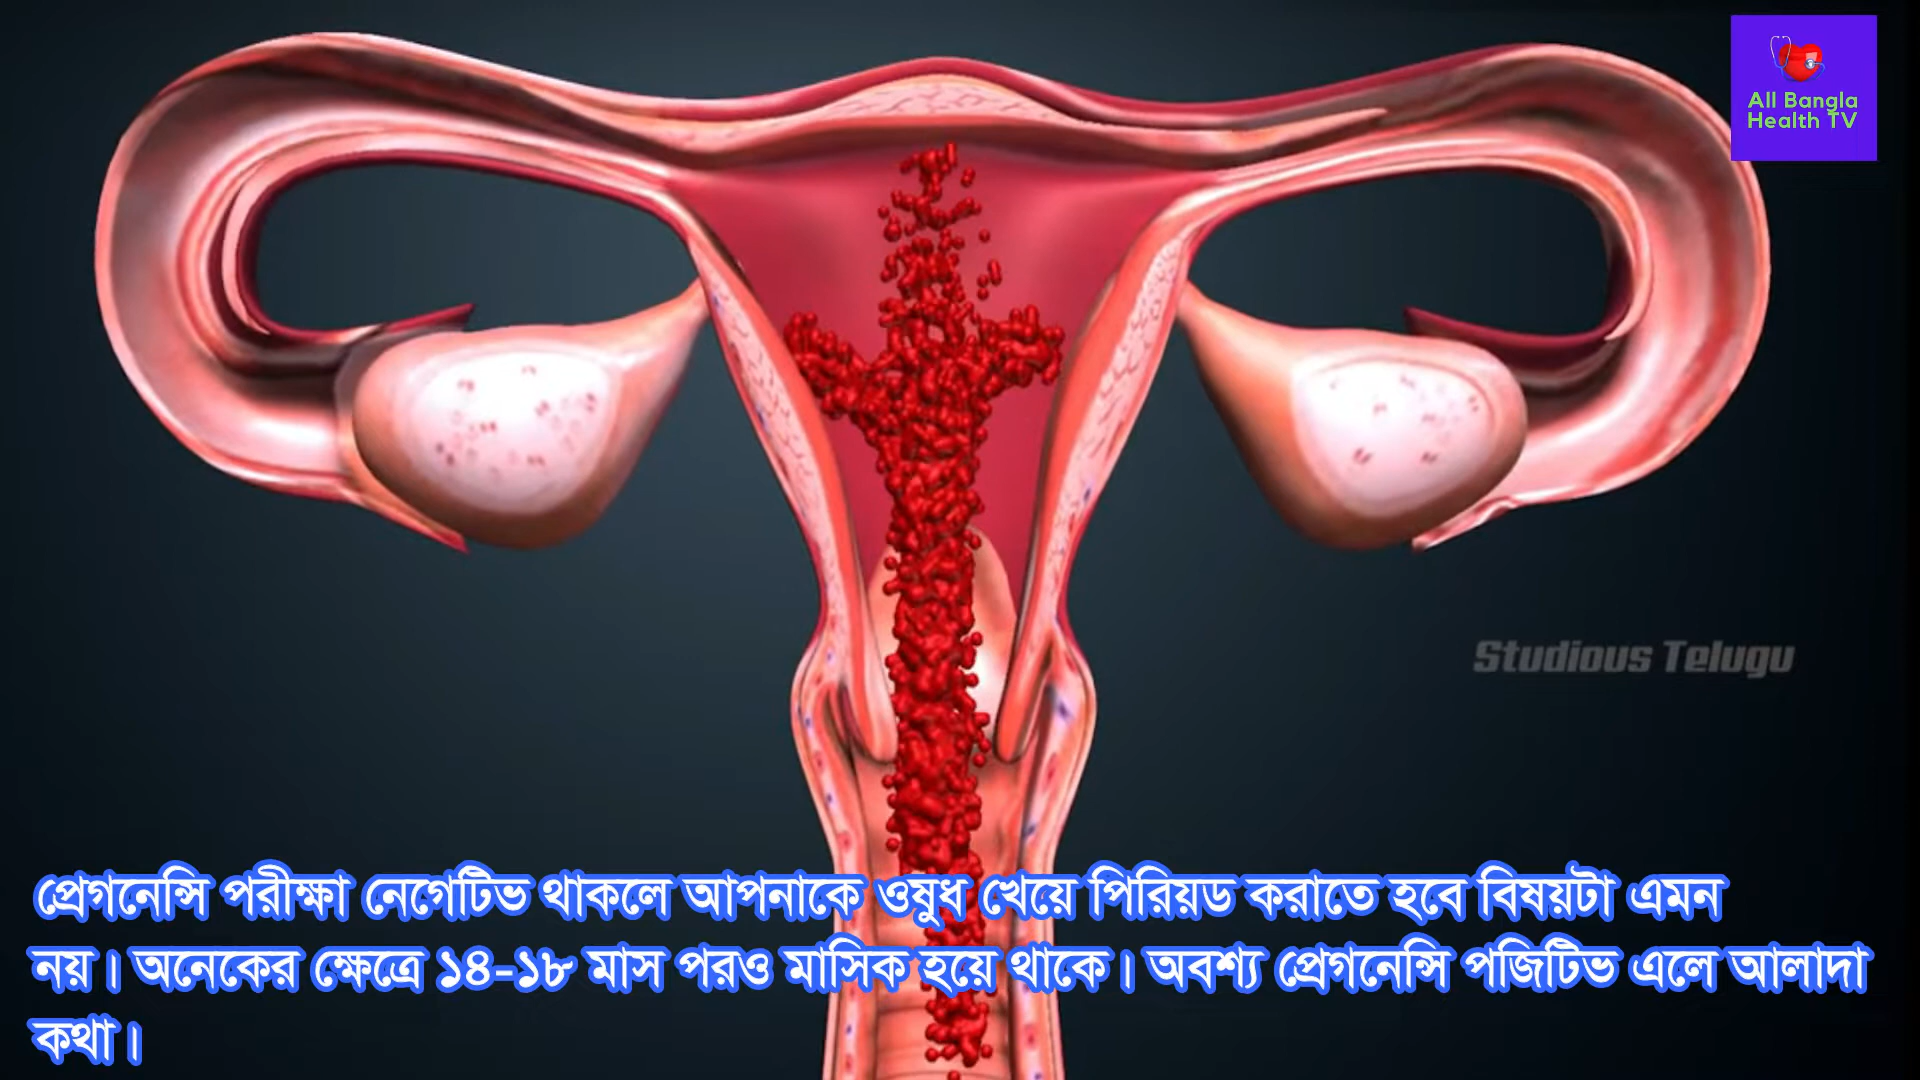 All Bangla
Health TV
Studious Telugu
প্রেগনেন্সি পরীক্ষা নেগেটিভ থাকলে আপনাকে ওষুধ খেয়ে পিরিয়ড করাতে হবে বিষয়টা এমন
নয়। অনেকের ক্ষেত্রে ১৪-১৮ মাস পরও মাসিক হয়ে থাকে। অবশ্য প্রেগনেন্সি পজিটিভ এলে আলাদা
কথা।